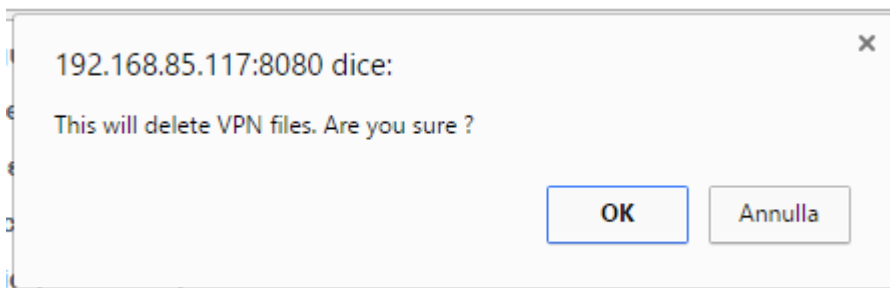 192.168.85.117:8080 dice:
This will delete VPN files. Are you sure ?
OK Annulla